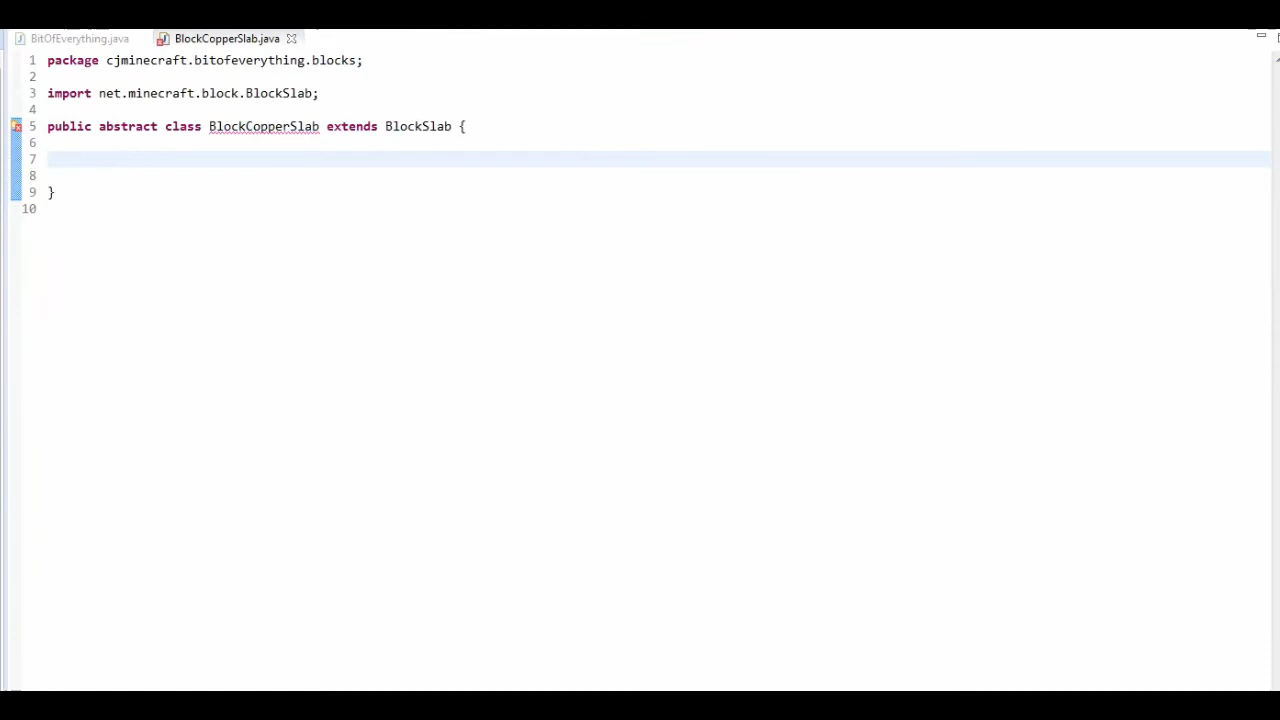 BitOfEverything.java BlockCopperSlab.java
1 package cjminecraft.bitofeverything.blocks;
2
3 import net.minecraft.block.BlockSlab;
4
5 public abstract class BlockCopperSlab extends BlockSlab {
6
7
8
9 }
10